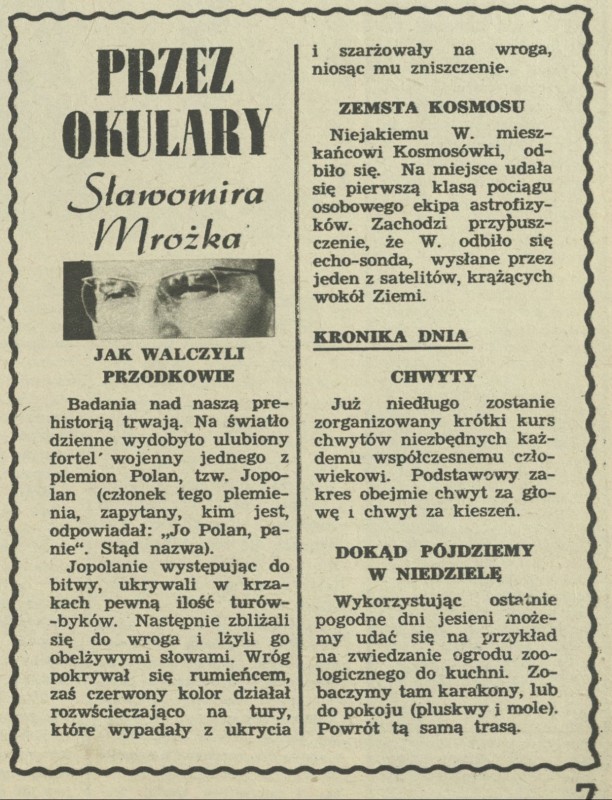 PRZEZ
OKULARY
Sławomira
Mrożka
JAK WALCZYLI
PRZODKOWIE
Badania nad naszą pre-
historią trwają. Na światło
dzienne wydobyto ulubiony
fortel wojenny jednego z
plemion Polan, tzw. Jopo-
lan (członek tego plemie-
nia, zapytany, kim jest,
odpowiadał: „Jo Polan, pa-
nie". Stąd nazwa).
Jopolanie występując do
bitwy, ukrywali w krza-
kach pewną ilość turów-
-byków. Następnie zbliżali
się do wroga i lżyli go
obelżywymi słowami. Wróg
pokrywał się rumieńcem,
zaś czerwony kolor działał
rozwścieczająco na tury,
które wypadały z ukrycia
i szarżowały na wroga,
niosąc mu zniszczenie.
ZEMSTA KOSMOSU
Niejakiemu W. miesz-
kańcowi Kosmosówki, od-
biło się. Na miejsce udała
się pierwszą klasą pociągu
osobowego ekipa astrofizy-
ków. Zachodzi przypusz-
czenie, że W. odbiło się
echo-sonda, wysłane przez
jeden z satelitów, krążących
wokół Ziemi.
KRONIKA DNIA
CHWYTY
Już niedługo zostanie
zorganizowany krótki kurs
chwytów niezbędnych każ-
demu współczesnemu czło-
wiekowi. Podstawowy za-
kres obejmie chwyt za gło-
wę i chwyt za kieszeń.
DOKĄD PÓJDZIEMY
W NIEDZIELĘ
Wykorzystując ostatnie
pogodne dni jesieni może-
my udać się na przykład
na zwiedzanie ogrodu zoo-
logicznego do kuchni. Zo-
baczymy tam karakony, lub
do pokoju (pluskwy i mole).
Powrót tą samą trasą.
7